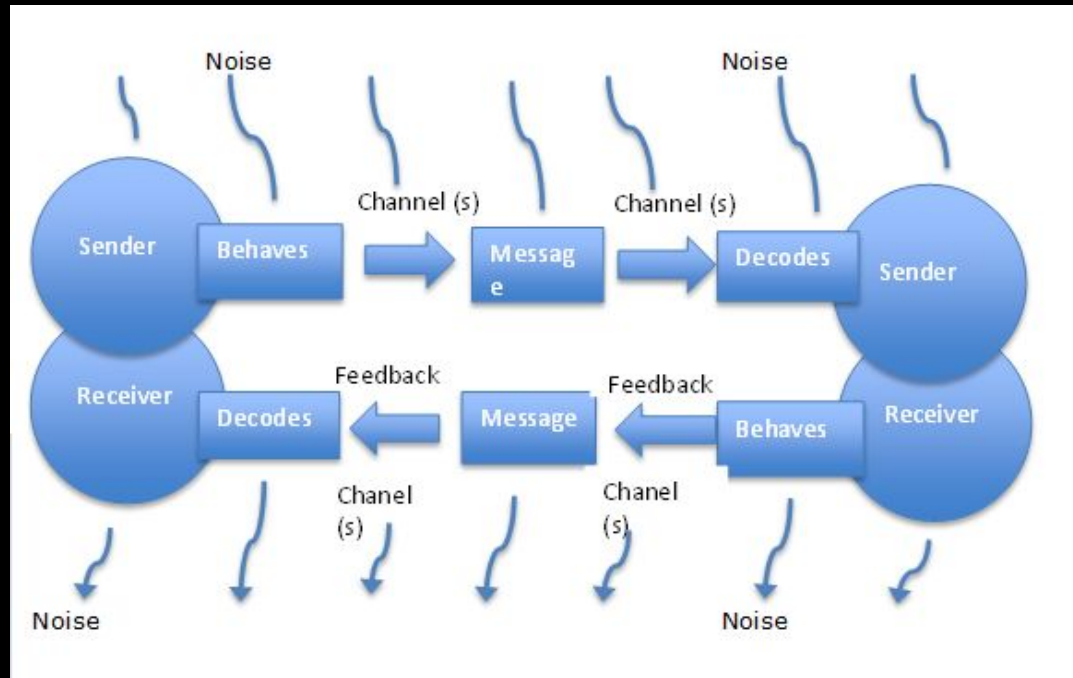 Noise
Noise
Channel (s)
Channel (s)
Sender
Behaves
Messag
e
Decodes
Sender
Feedback
Feedback
Receiver
Decodes
Message
Behaves
Receiver
Chanel
(s)
Chanel
(s)
Noise
Noise